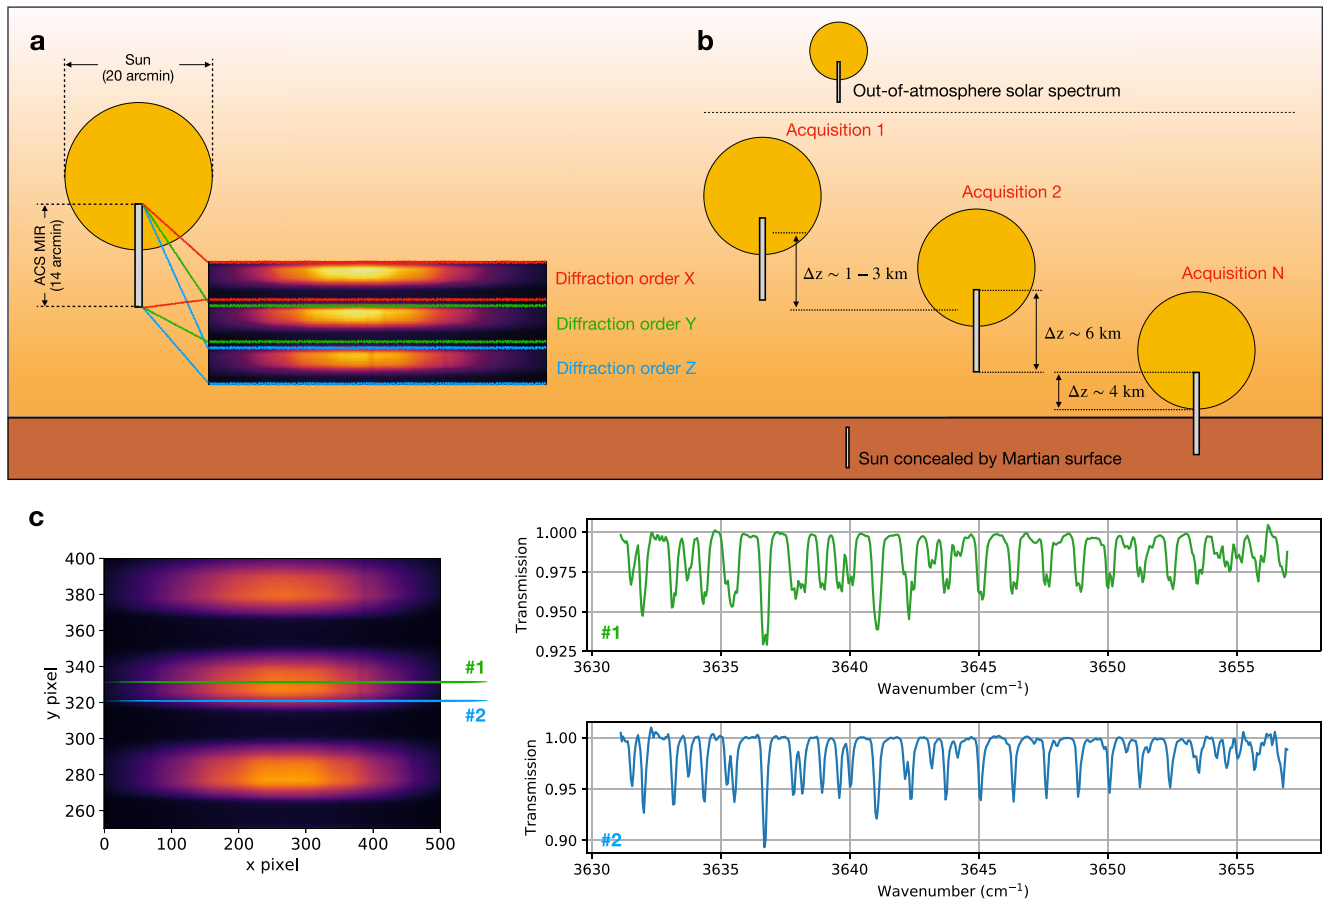 a
Sun
(20 arcmin)
ACS MIR
(14 arcmin)
Diffraction order X
Diffraction order Y
Diffraction order Z
b
Out-of-atmosphere solar spectrum
Acquisition 1
Acquisition 2
Acquisition N
Δz ~ 1 − 3 km
Δz ~ 6 km
Δz ~ 4 km
Sun concealed by Martian surface
c
400
380
360
340
320
300
280
260
y pixel
0 100 200 300 400 500
x pixel
#1
#2
1.000
0.975
0.950
0.925
Transmission
#1
3630 3635 3640 3645 3650 3655
Wavenumber (cm⁻¹)
1.00
0.95
0.90
Transmission
#2
3630 3635 3640 3645 3650 3655
Wavenumber (cm⁻¹)